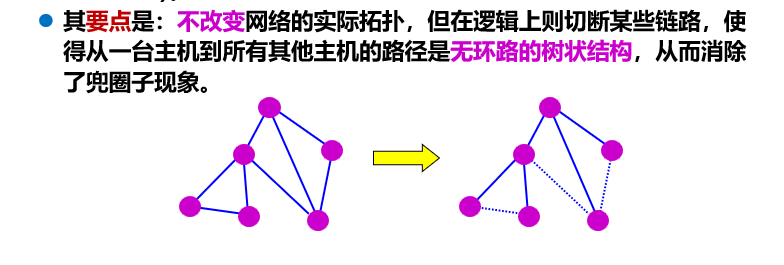 其要点是：不改变网络的实际拓扑，但在逻辑上则切断某些链路，使
得从一台主机到所有其他主机的路径是无环路的树状结构，从而消除
了兜圈子现象。